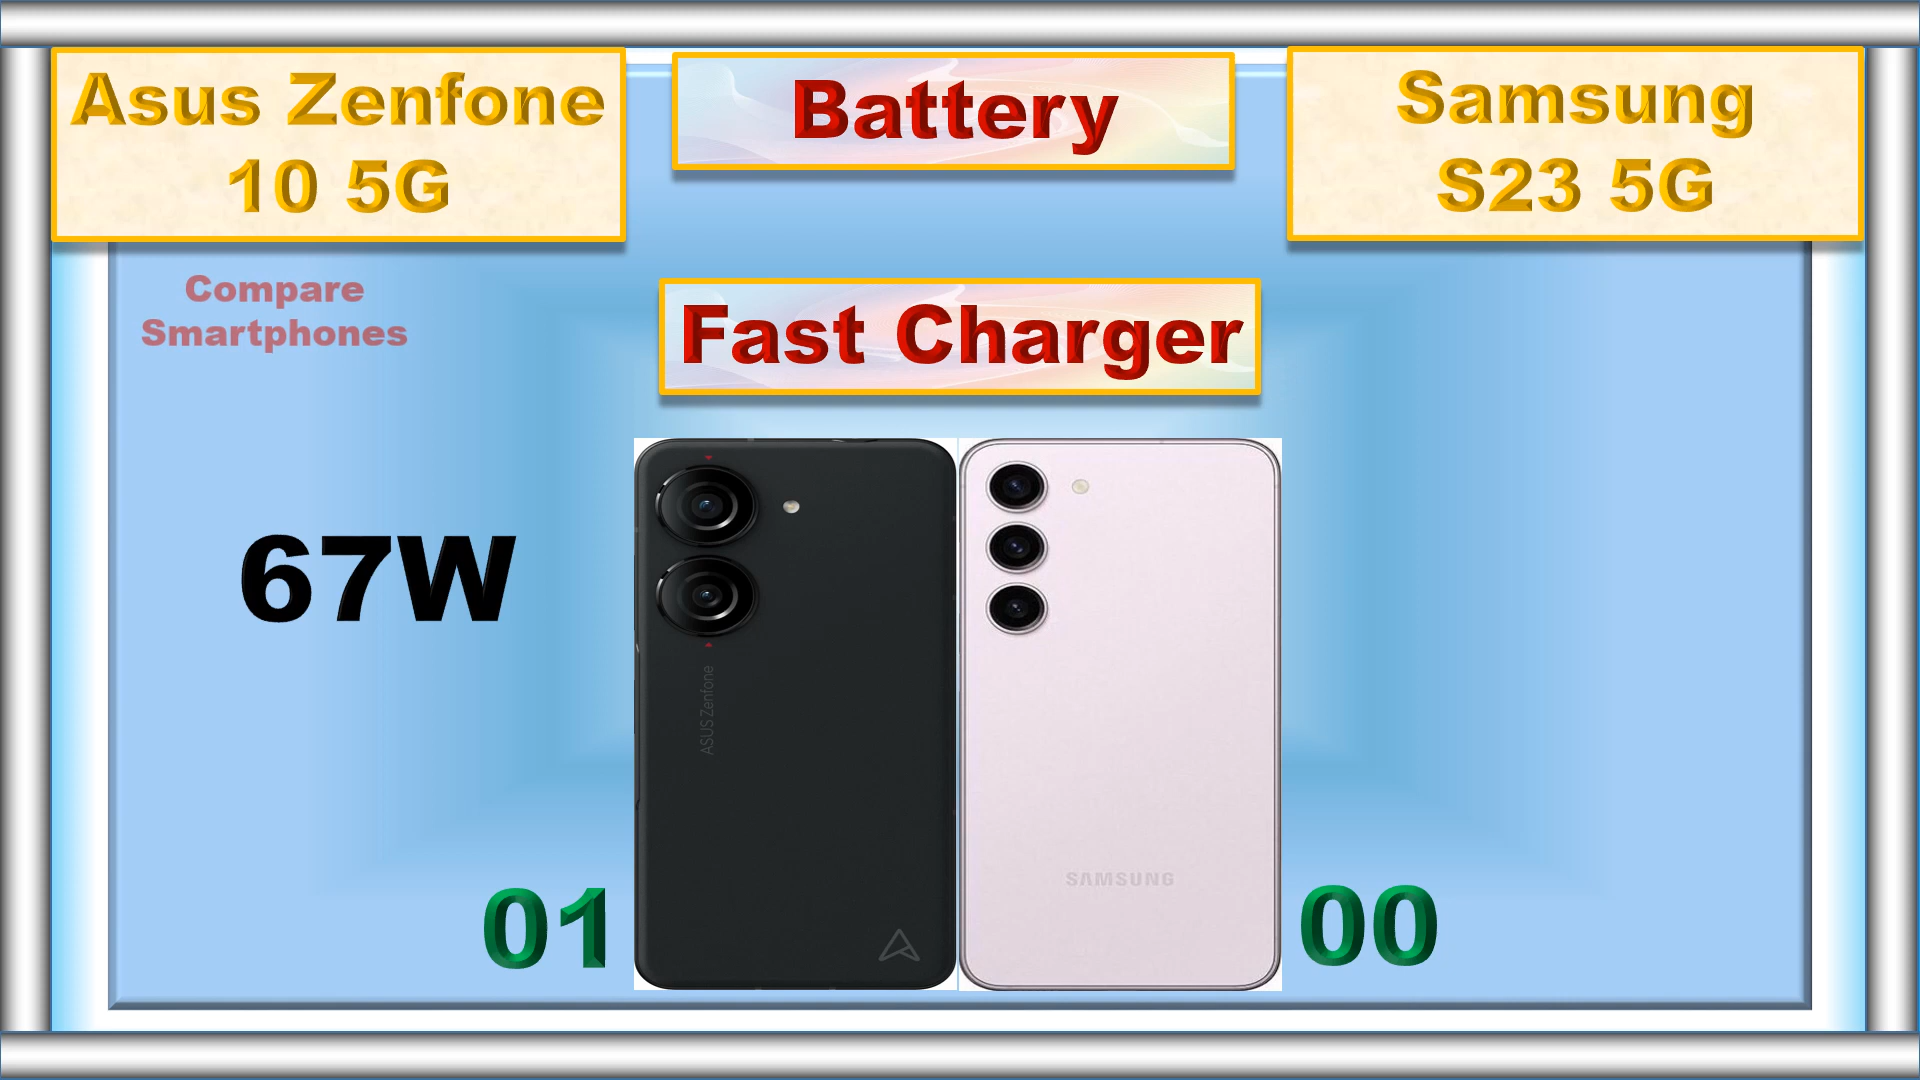 Asus Zenfone
10 5G
Battery
Samsung
S23 5G
Compare
Smartphones
Fast Charger
67W
ASUS Zenfone
SAMSUNG
01
00